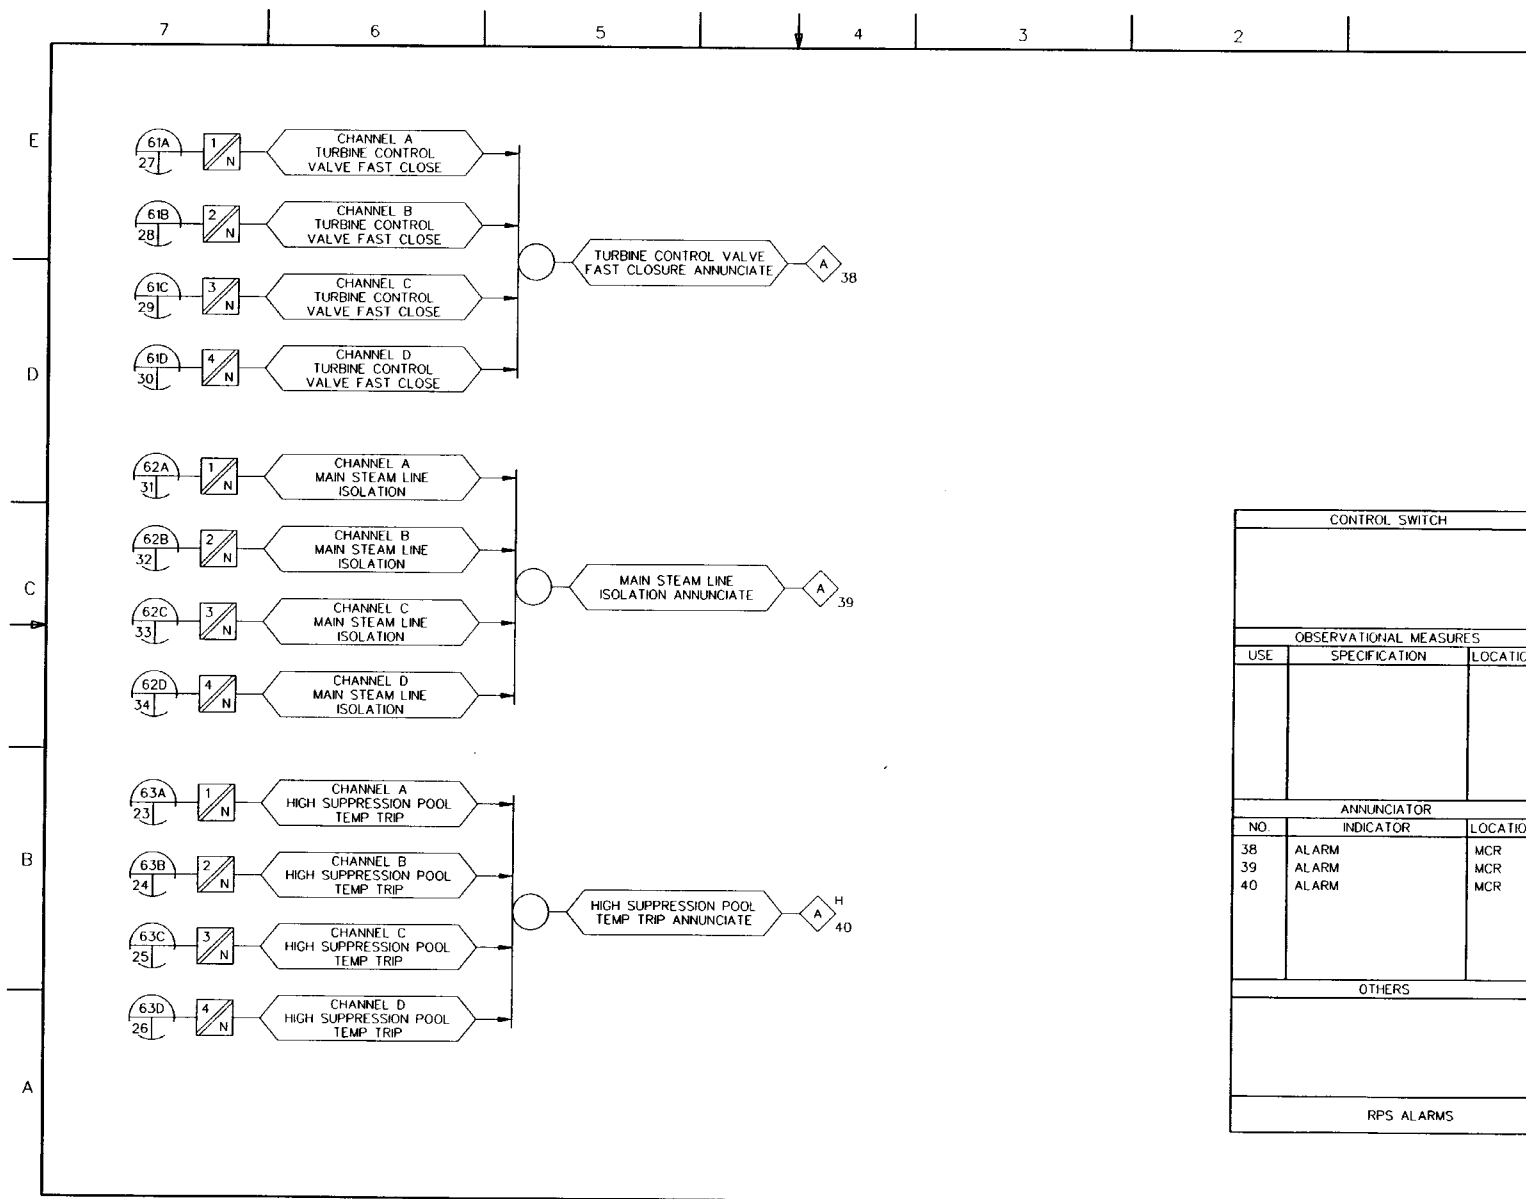 7 6 5 4 3 2
E
61A
27
1
N
CHANNEL A
TURBINE CONTROL
VALVE FAST CLOSE
61B
28
2
N
CHANNEL B
TURBINE CONTROL
VALVE FAST CLOSE
TURBINE CONTROL VALVE
FAST CLOSURE ANNUNCIATE
A
38
61C
29
3
N
CHANNEL C
TURBINE CONTROL
VALVE FAST CLOSE
D
61D
30
4
N
CHANNEL D
TURBINE CONTROL
VALVE FAST CLOSE
62A
31
1
N
CHANNEL A
MAIN STEAM LINE
ISOLATION
62B
32
2
N
CHANNEL B
MAIN STEAM LINE
ISOLATION
C
MAIN STEAM LINE
ISOLATION ANNUNCIATE
A
39
62C
33
3
N
CHANNEL C
MAIN STEAM LINE
ISOLATION
62D
34
4
N
CHANNEL D
MAIN STEAM LINE
ISOLATION
63A
23
1
N
CHANNEL A
HIGH SUPPRESSION POOL
TEMP TRIP
B
63B
24
2
N
CHANNEL B
HIGH SUPPRESSION POOL
TEMP TRIP
HIGH SUPPRESSION POOL
TEMP TRIP ANNUNCIATE
A
H
40
63C
25
3
N
CHANNEL C
HIGH SUPPRESSION POOL
TEMP TRIP
63D
26
4
N
CHANNEL D
HIGH SUPPRESSION POOL
TEMP TRIP
A
CONTROL SWITCH
OBSERVATIONAL MEASURES
USE SPECIFICATION LOCATIO
ANNUNCIATOR
NO. INDICATOR LOCATIO
38 ALARM MCR
39 ALARM MCR
40 ALARM MCR
OTHERS
RPS ALARMS